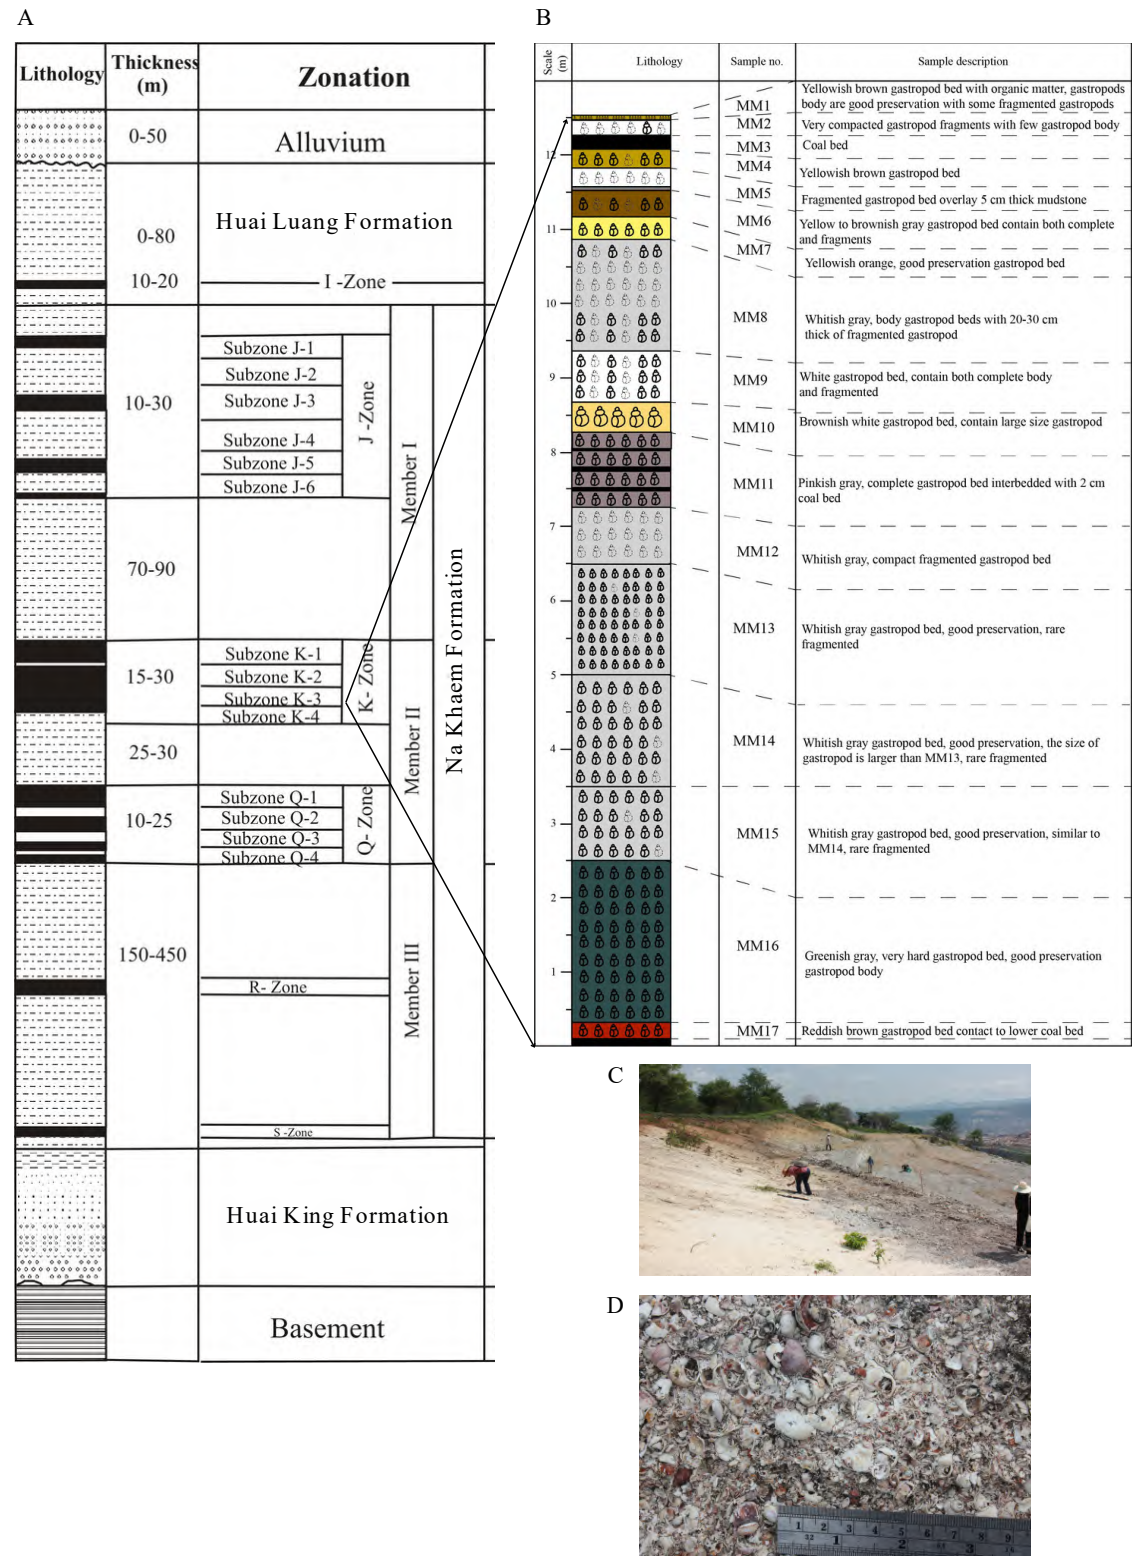 A
Lithology
Thickness
(m)
Zonation
0-50
Alluvium
Huai Luang Formation
0-80
10-20
I -Zone
Subzone J-1
Subzone J-2
10-30
Subzone J-3
Subzone J-4
Subzone J-5
Subzone J-6
J -Zone
Member I
70-90
Subzone K-1
15-30
Subzone K-2
Subzone K-3
Subzone K-4
K- Zone
25-30
Member II
Na Khaem Formation
Subzone Q-1
10-25
Subzone Q-2
Subzone Q-3
Subzone Q-4
Q- Zone
150-450
R- Zone
Member III
S -Zone
Huai King Formation
Basement
B
Scale
(m)
Lithology
Sample no.
Sample description
12
11
10
9
8
7
6
5
4
3
2
1
MM1
Yellowish brown gastropod bed with organic matter, gastropods
body are good preservation with some fragmented gastropods
MM2
Very compacted gastropod fragments with few gastropod body
MM3
Coal bed
MM4
Yellowish brown gastropod bed
MM5
Fragmented gastropod bed overlay 5 cm thick mudstone
MM6
Yellow to brownish gray gastropod bed contain both complete
and fragments
MM7
Yellowish orange, good preservation gastropod bed
MM8
Whitish gray, body gastropod beds with 20-30 cm
thick of fragmented gastropod
MM9
White gastropod bed, contain both complete body
and fragmented
MM10
Brownish white gastropod bed, contain large size gastropod
MM11
Pinkish gray, complete gastropod bed interbedded with 2 cm
coal bed
MM12
Whitish gray, compact fragmented gastropod bed
MM13
Whitish gray gastropod bed, good preservation, rare
fragmented
MM14
Whitish gray gastropod bed, good preservation, the size of
gastropod is larger than MM13, rare fragmented
MM15
Whitish gray gastropod bed, good preservation, similar to
MM14, rare fragmented
MM16
Greenish gray, very hard gastropod bed, good preservation
gastropod body
MM17
Reddish brown gastropod bed contact to lower coal bed
C
D
1 2 3 4 5 6 7 8 9
1 2 3